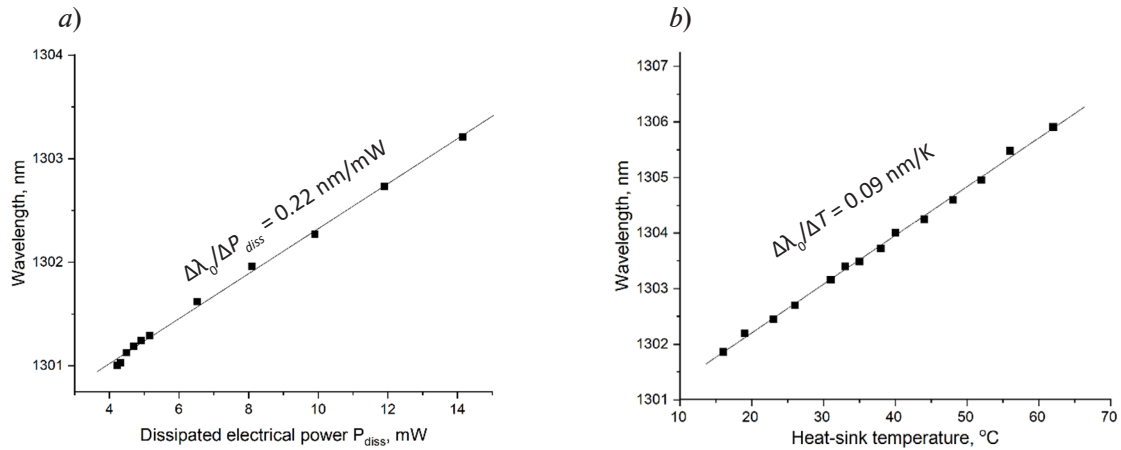 a)
1304
1303
1302
1301
Wavelength, nm
Δλ0/ΔP diss = 0.22 nm/mW
4 6 8 10 12 14
Dissipated electrical power Pdiss, mW
b)
1307
1306
1305
1304
1303
1302
1301
Wavelength, nm
Δλ0/ΔT = 0.09 nm/K
10 20 30 40 50 60 70
Heat-sink temperature, °C